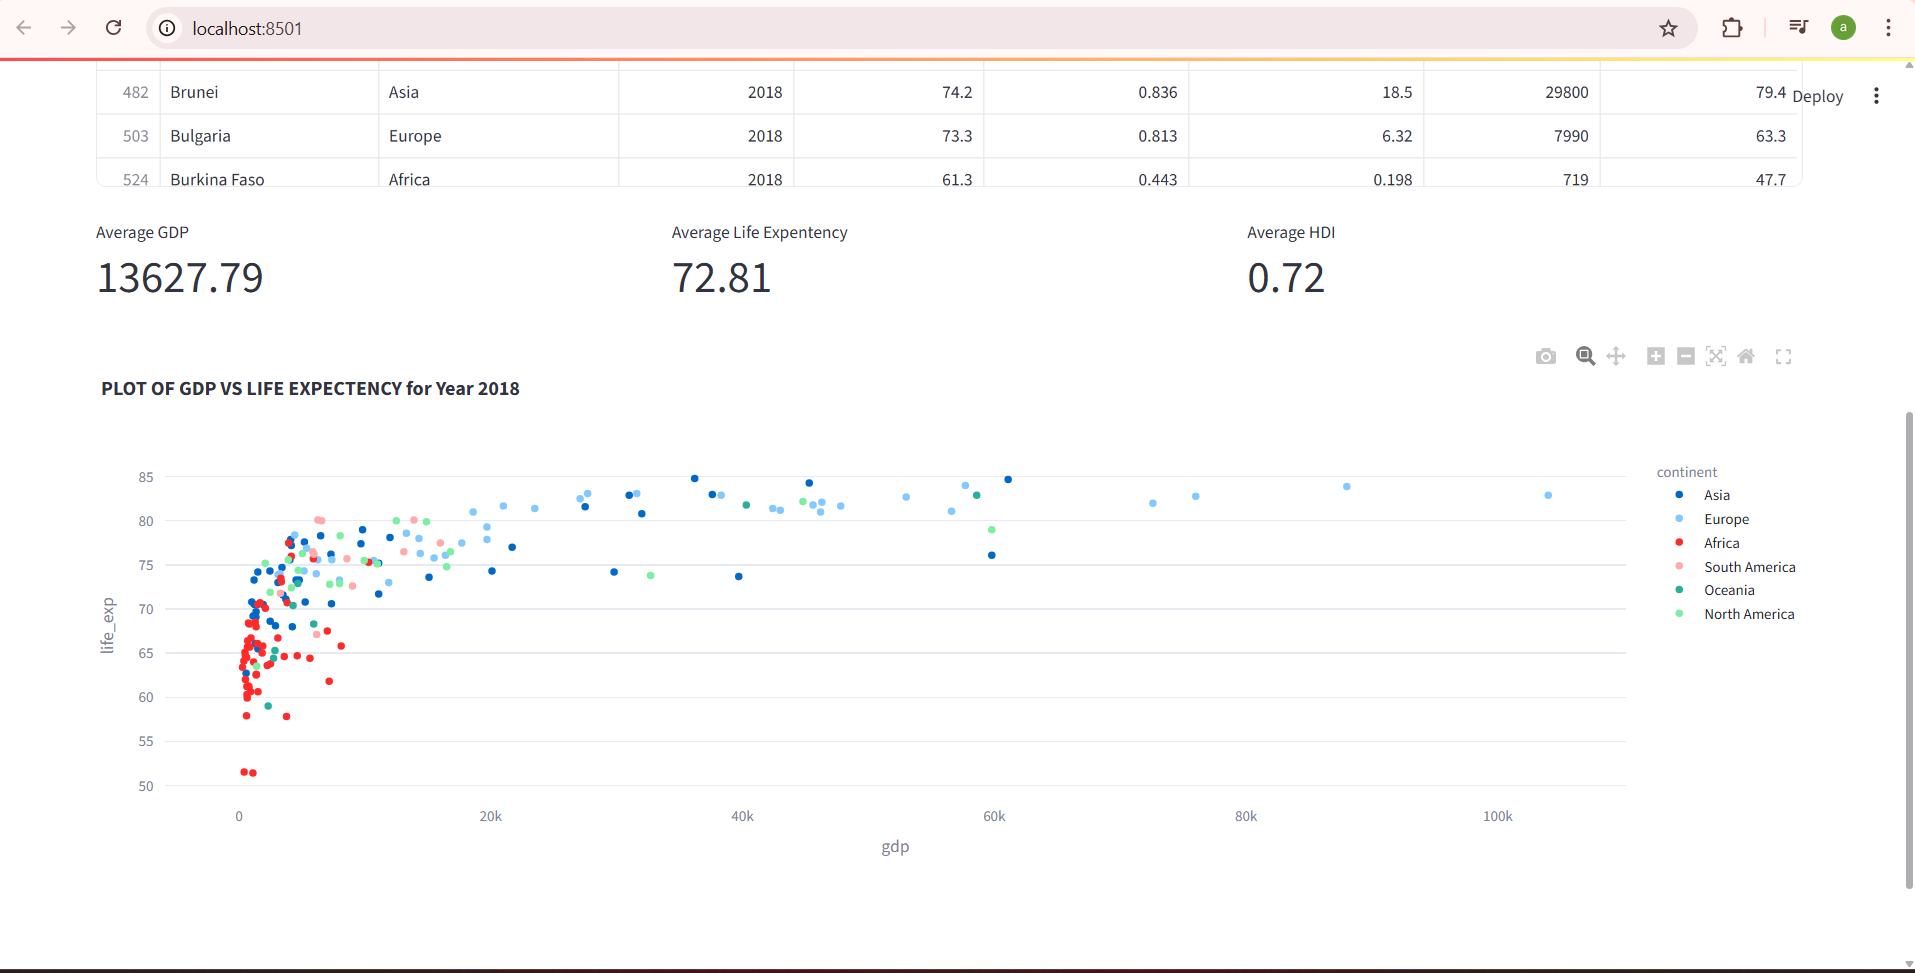 localhost:8501
a
482 Brunei Asia 2018 74.2 0.836 18.5 29800 79.4
Deploy
503 Bulgaria Europe 2018 73.3 0.813 6.32 7990 63.3
524 Burkina Faso Africa 2018 61.3 0.443 0.198 719 47.7
Average GDP Average Life Expentency Average HDI
13627.79 72.81 0.72
PLOT OF GDP VS LIFE EXPECTENCY for Year 2018
85
80
75
70
65
60
55
50
life_exp
0 20k 40k 60k 80k 100k
gdp
continent
Asia
Europe
Africa
South America
Oceania
North America